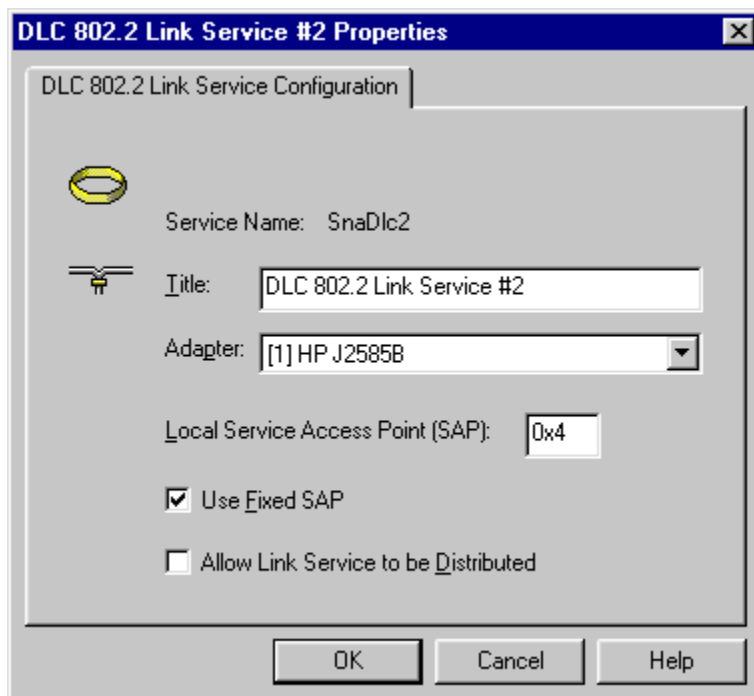 DLC 802.2 Link Service #2 Properties
DLC 802.2 Link Service Configuration
Service Name: SnaDlc2
Title: DLC 802.2 Link Service #2
Adapter: [1] HP J2585B
Local Service Access Point (SAP): 0x4
Use Fixed SAP
Allow Link Service to be Distributed
OK Cancel Help